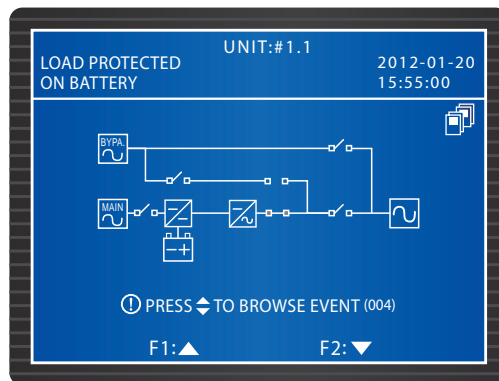 UNIT:#1.1
LOAD PROTECTED
ON BATTERY
2012-01-20
15:55:00
BYPA.
MAIN
PRESS TO BROWSE EVENT (004)
F1:
F2: